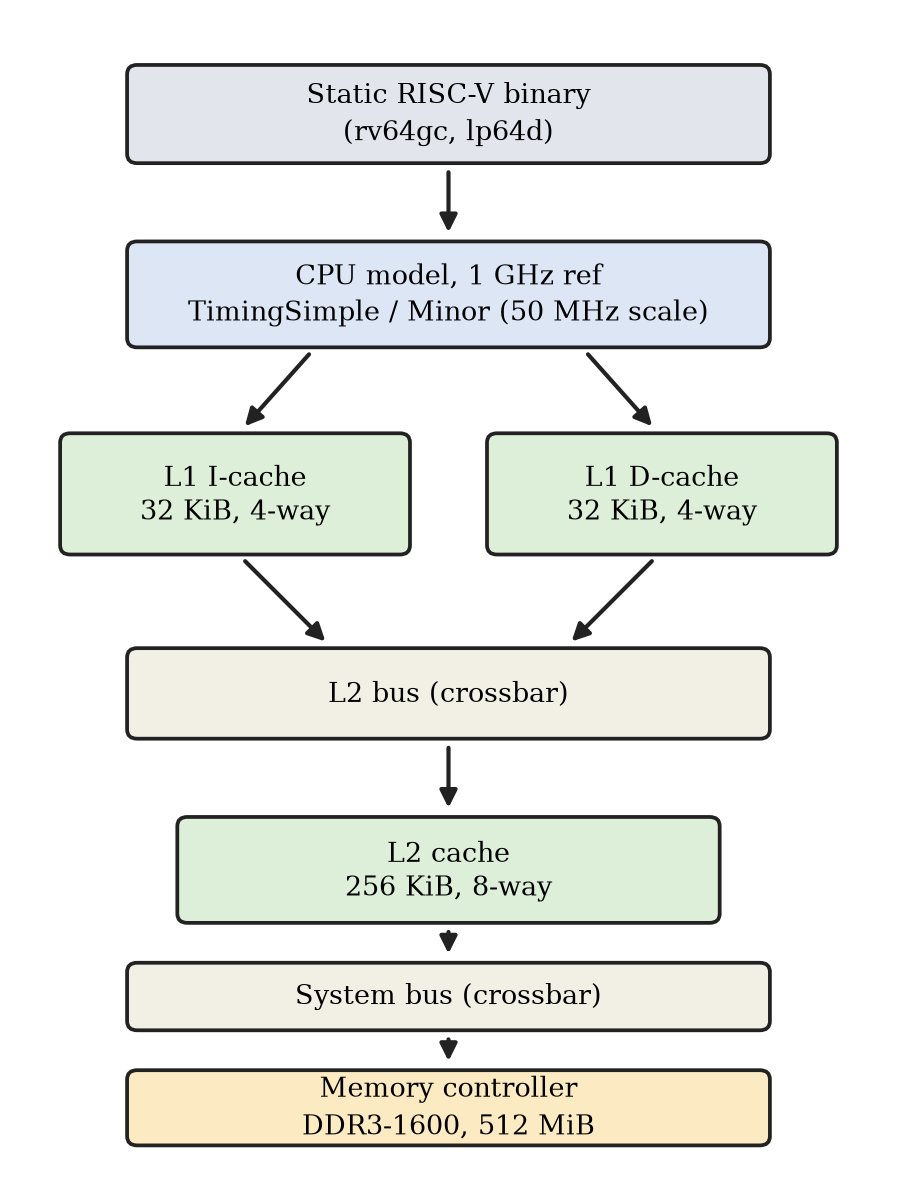 Static RISC-V binary
(rv64gc, lp64d)
CPU model, 1 GHz ref
TimingSimple / Minor (50 MHz scale)
L1 I-cache
32 KiB, 4-way
L1 D-cache
32 KiB, 4-way
L2 bus (crossbar)
L2 cache
256 KiB, 8-way
System bus (crossbar)
Memory controller
DDR3-1600, 512 MiB